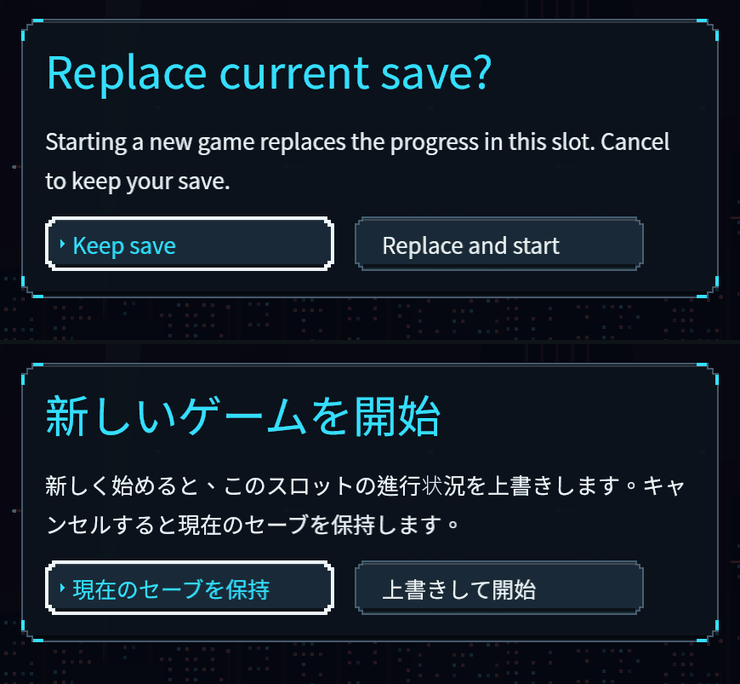 Replace current save?
Starting a new game replaces the progress in this slot. Cancel
to keep your save.
Keep save
Replace and start
新しいゲームを開始
新しく始めると、このスロットの進行状況を上書きします。キャ
ンセルすると現在のセーブを保持します。
現在のセーブを保持
上書きして開始